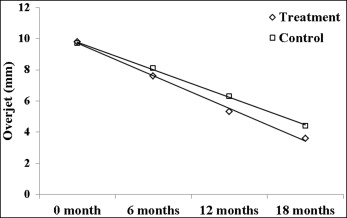 Treatment
Control
Overjet (mm)
12
10
8
6
4
2
0
0 month
6 months
12 months
18 months